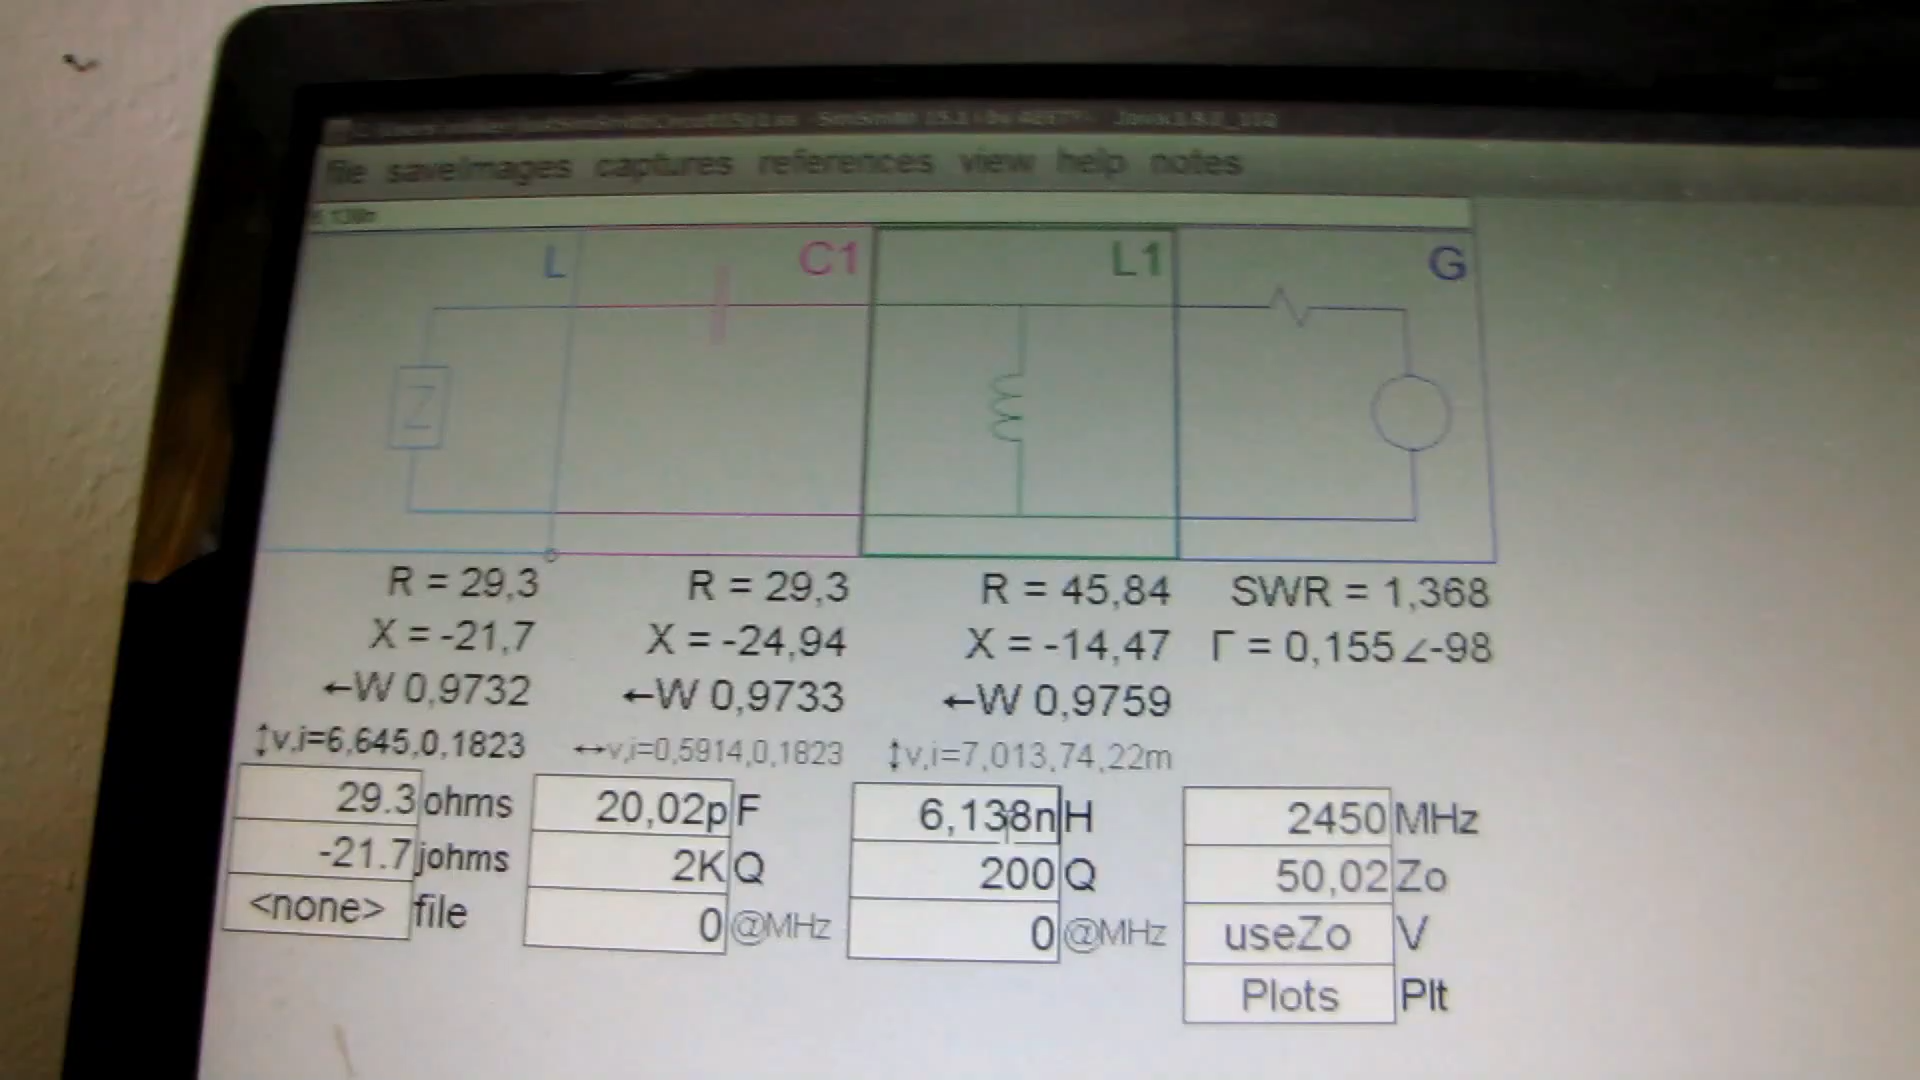 file saveImages captures references view help notes
L C1 L1 G
Z
R = 29,3 R = 29,3 R = 45,84 SWR = 1,368
X = -21,7 X = -24,94 X = -14,47 Γ = 0,155∠-98
←W 0,9732 ←W 0,9733 ←W 0,9759
↕v,i=6,645,0,1823 ↔v,i=0,5914,0,1823 ↕v,i=7,013,74,22m
29.3 ohms 20,02p F 6,138n H 2450 MHz
-21.7 johms 2K Q 200 Q 50,02 Zo
<none> file 0 @MHz 0 @MHz useZo V
Plots Plt